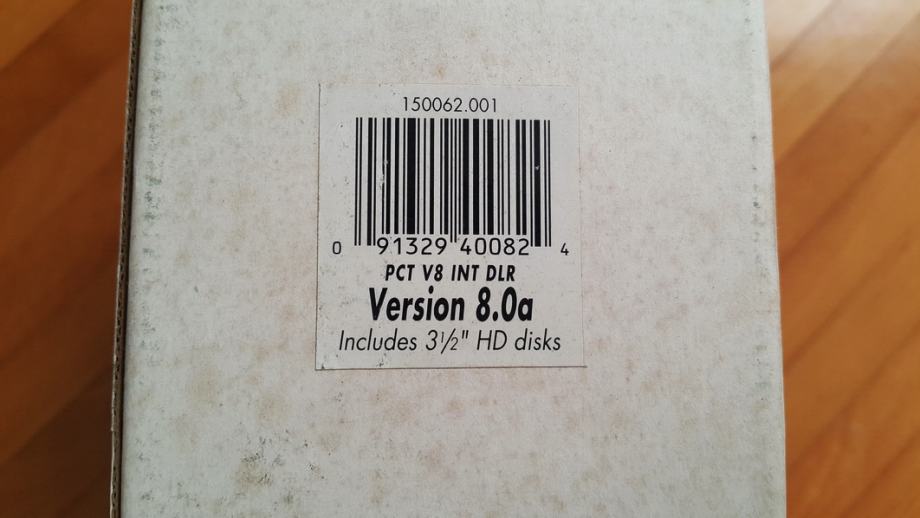 150062.001
0 91329 40082 4
PCT V8 INT DLR
Version 8.0a
Includes 3½" HD disks